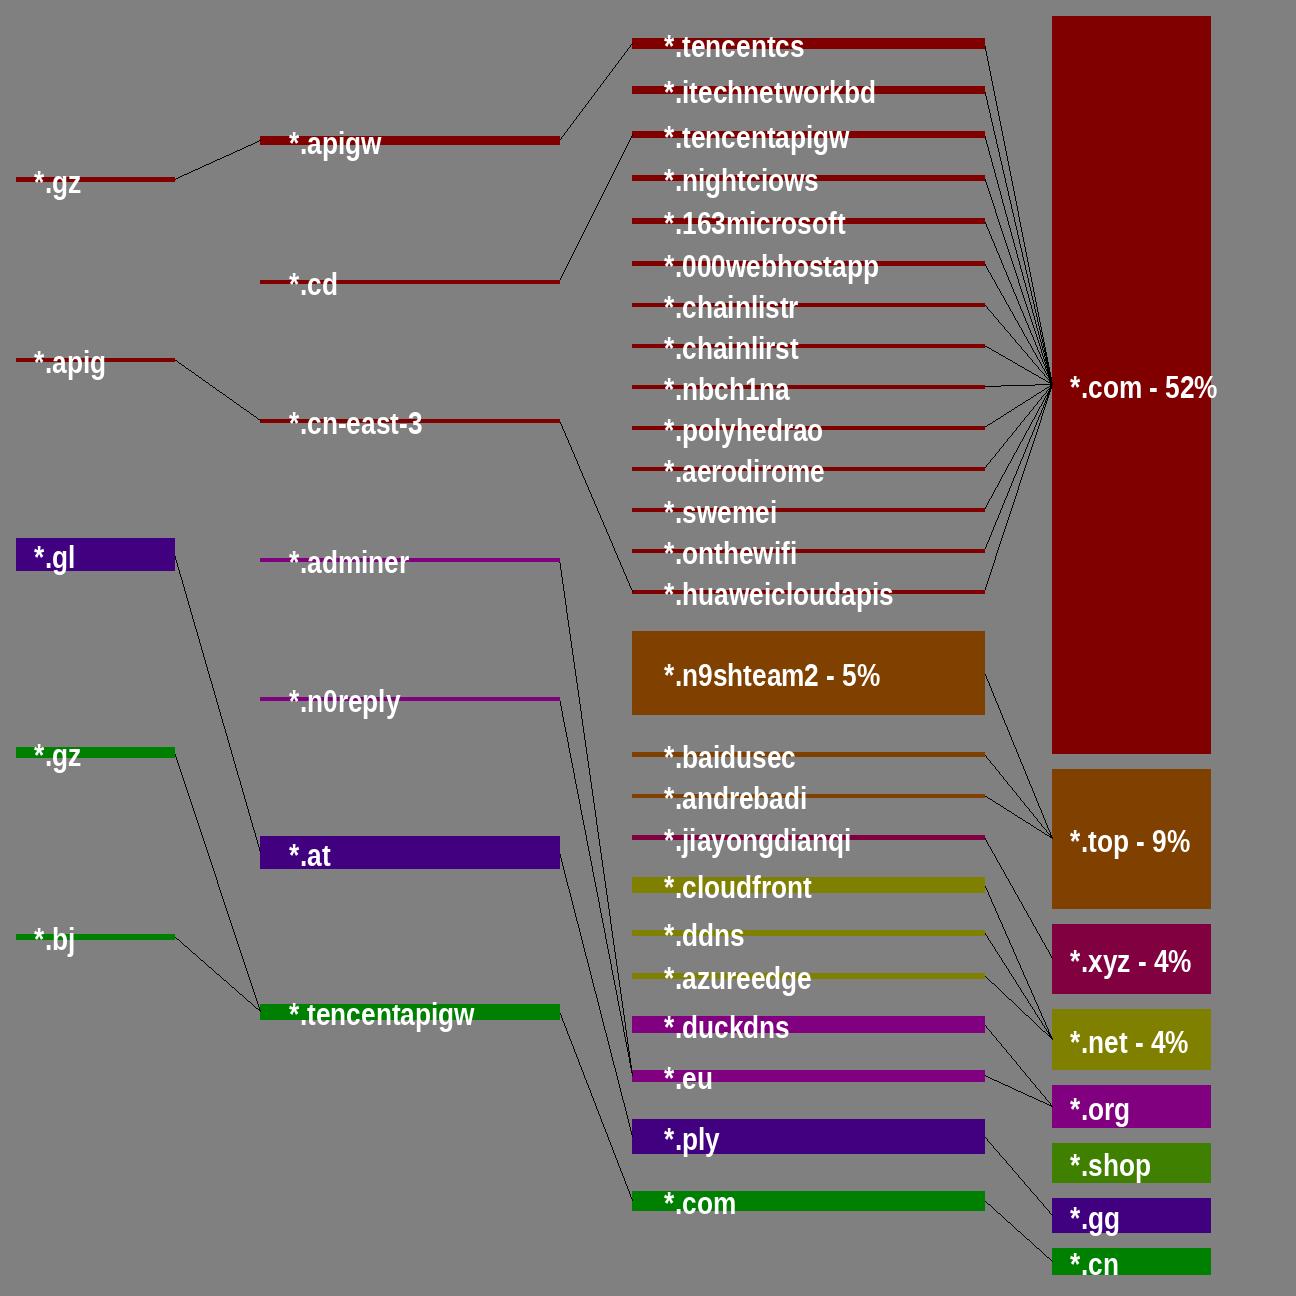 *.gz
*.apig
*.gl
*.gz
*.bj
*.apigw
*.cd
*.cn-east-3
*.adminer
*.n0reply
*.at
*.tencentapigw
*.tencentcs
*.itechnetworkbd
*.tencentapigw
*.nightciows
*.163microsoft
*.000webhostapp
*.chainlistr
*.chainlirst
*.nbch1na
*.polyhedrao
*.aerodirome
*.swemei
*.onthewifi
*.huaweicloudapis
*.n9shteam2 - 5%
*.baidusec
*.andrebadi
*.jiayongdianqi
*.cloudfront
*.ddns
*.azureedge
*.duckdns
*.eu
*.ply
*.com
*.com - 52%
*.top - 9%
*.xyz - 4%
*.net - 4%
*.org
*.shop
*.gg
*.cn